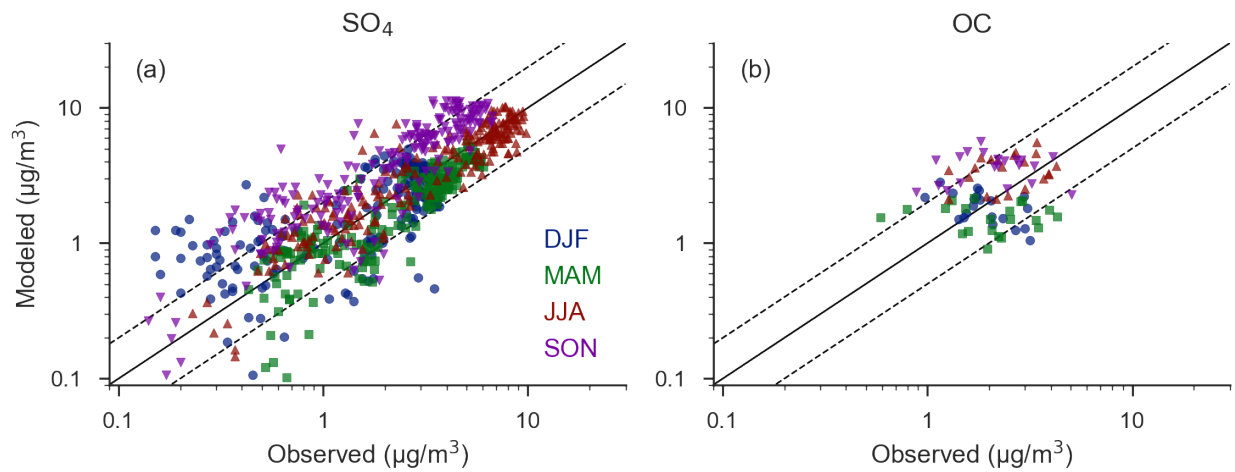 SO₄
OC
(a)
(b)
10
1
0.1
10
1
0.1
Modeled (µg/m³)
DJF
MAM
JJA
SON
0.1
1
10
0.1
1
10
Observed (µg/m³)
Observed (µg/m³)